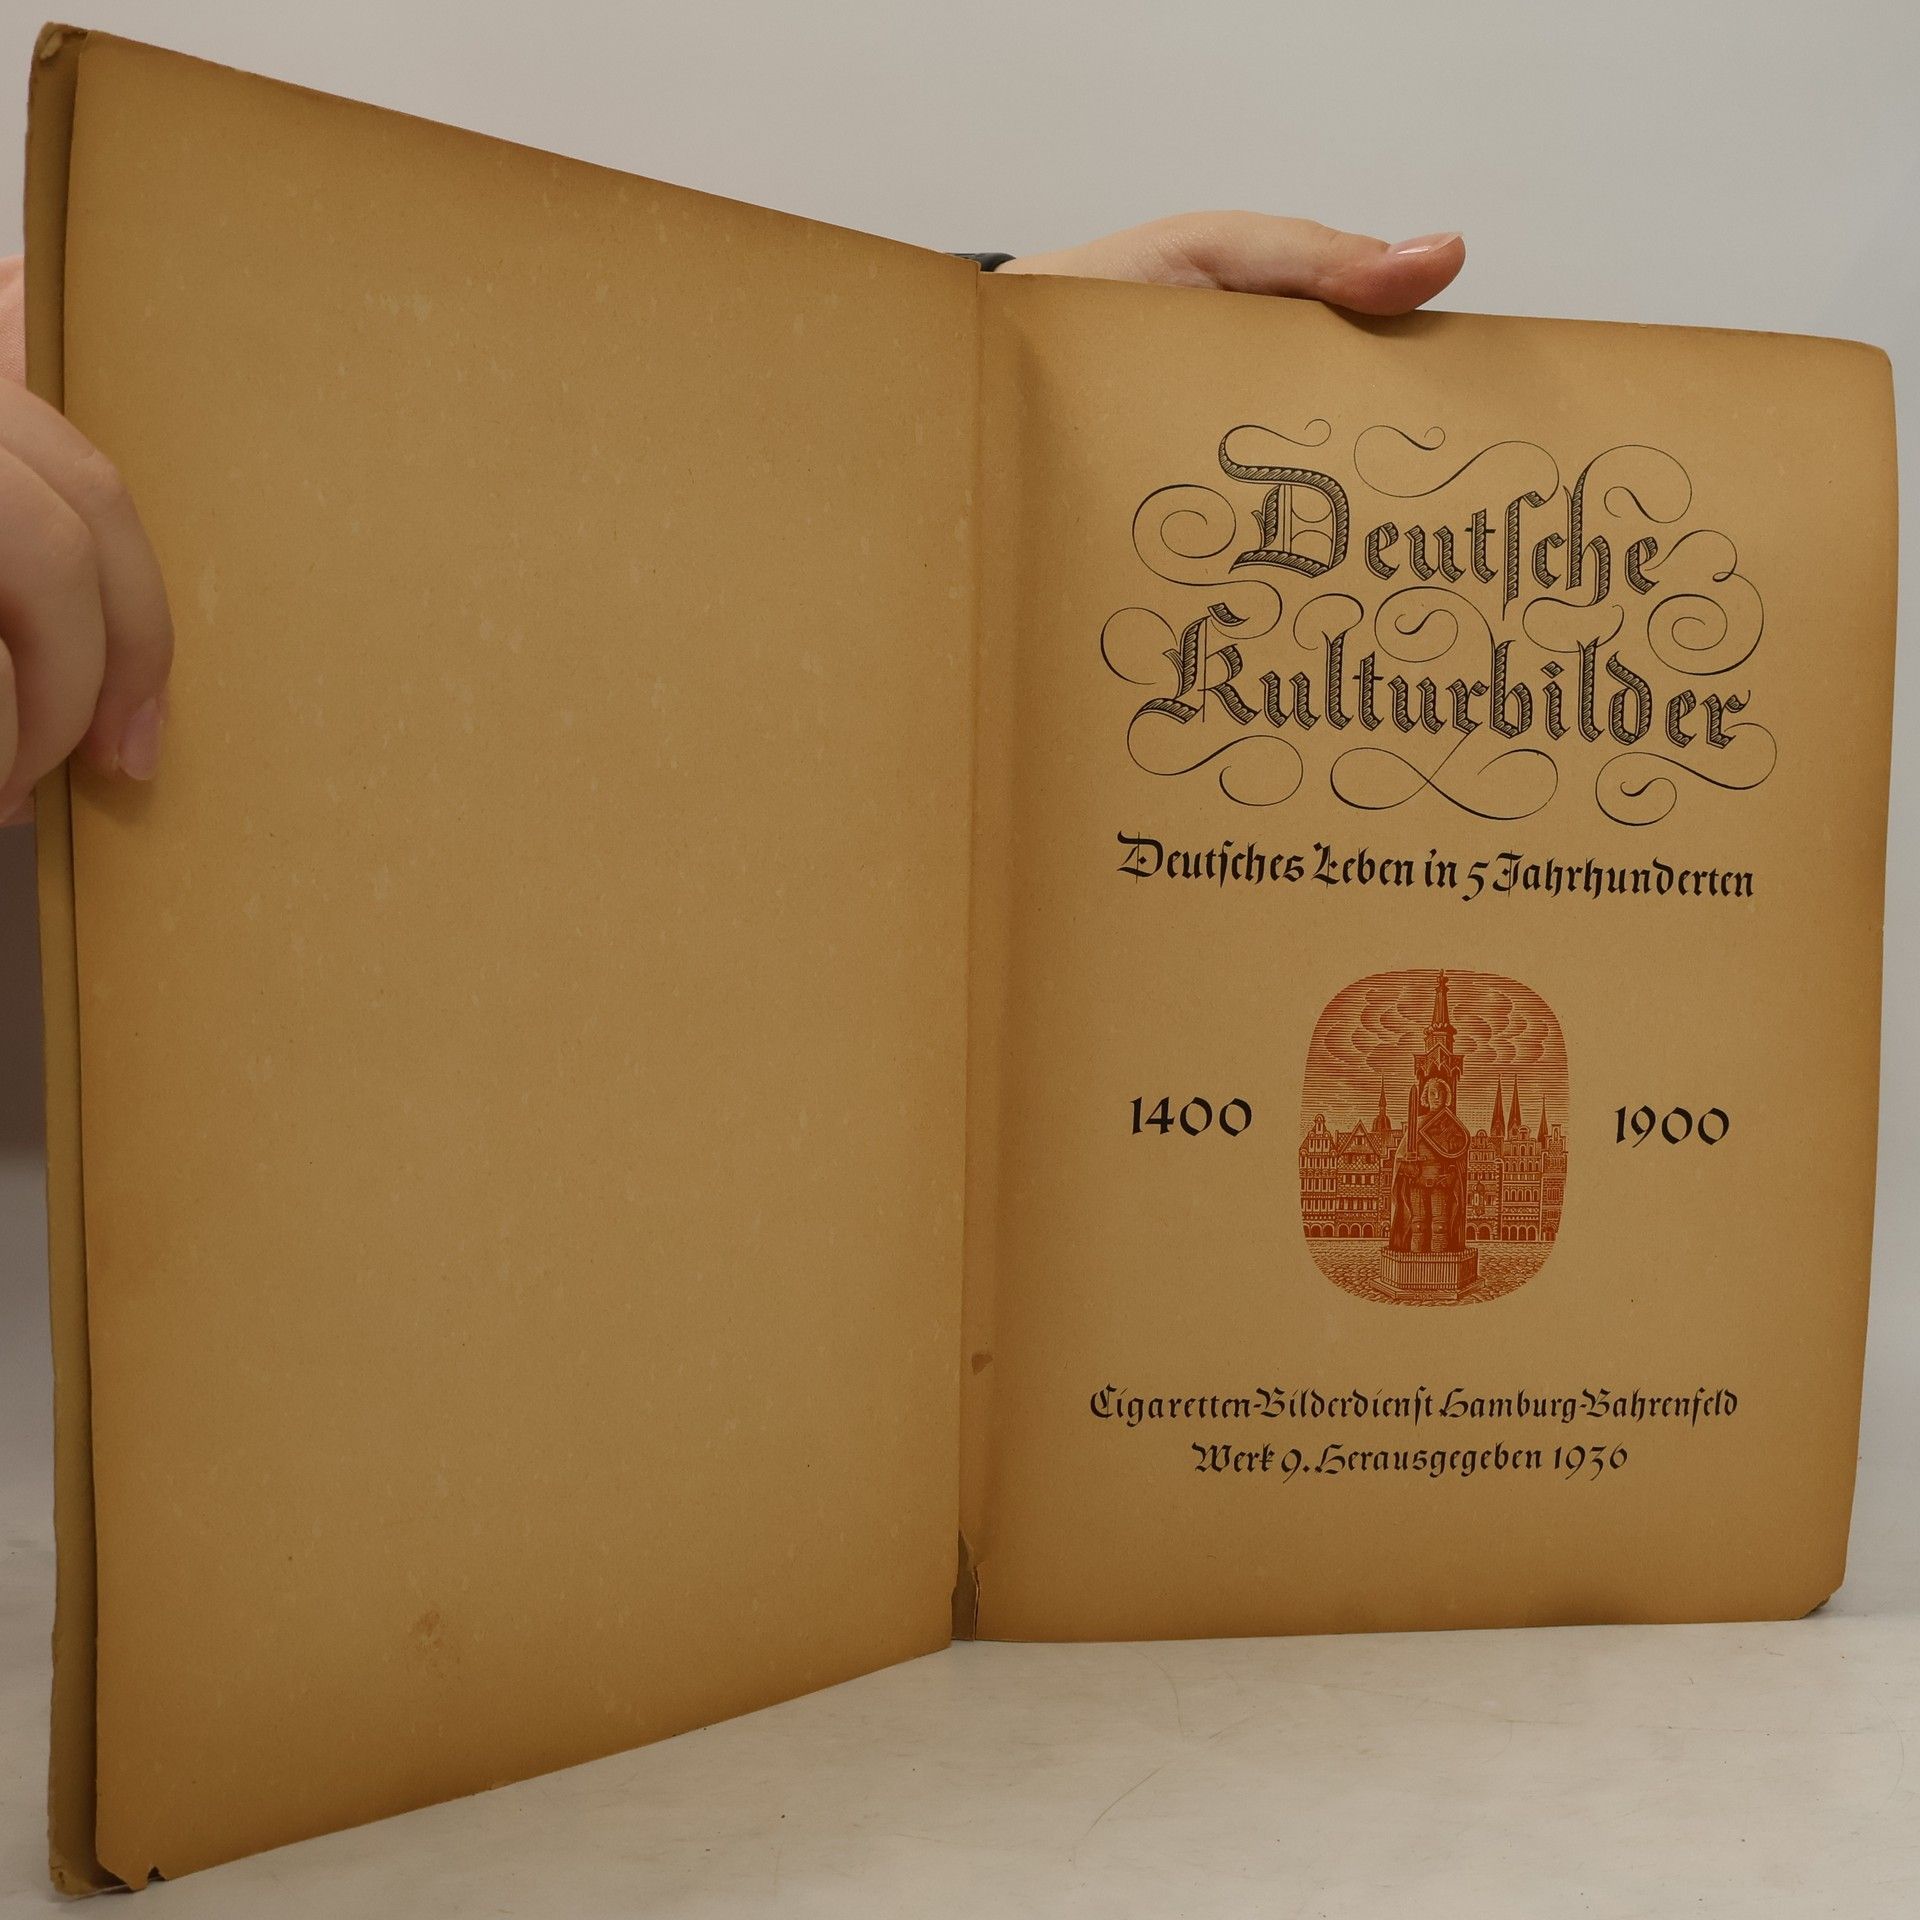 Deutsche
Kulturbilder
Deutsches Leben in 5 Jahrhunderten
1400 1900
Cigaretten-Bilderdienst Hamburg-Bahrenfeld
Werk 9. Herausgegeben 1936